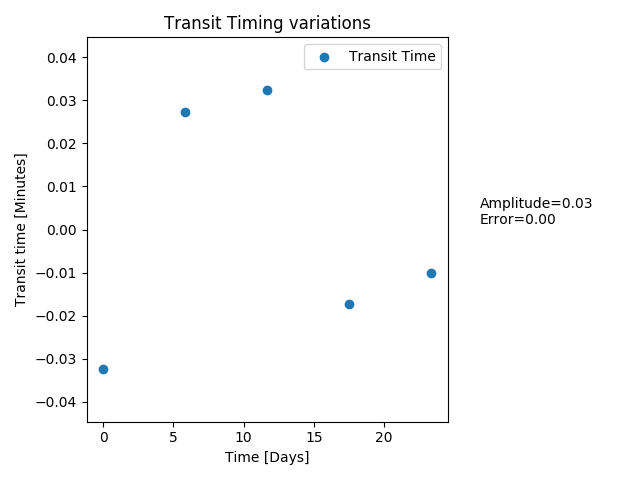 Transit Timing variations
Transit Time
0.04
0.03
0.02
0.01
0.00
−0.01
−0.02
−0.03
−0.04
Transit time [Minutes]
0 5 10 15 20
Time [Days]
Amplitude=0.03
Error=0.00